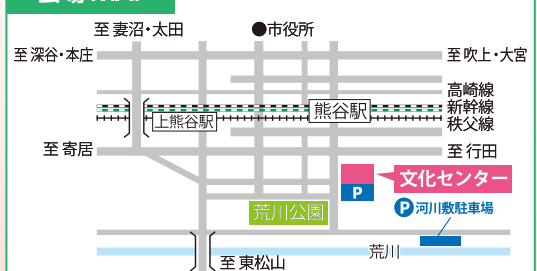 至 妻沼・太田
●市役所
至 深谷・本庄
至 吹上・大宮
高崎線
新幹線
秩父線
熊谷駅
上熊谷駅
至 寄居
至 行田
文化センター
P
P 河川敷駐車場
荒川公園
荒川
至 東松山